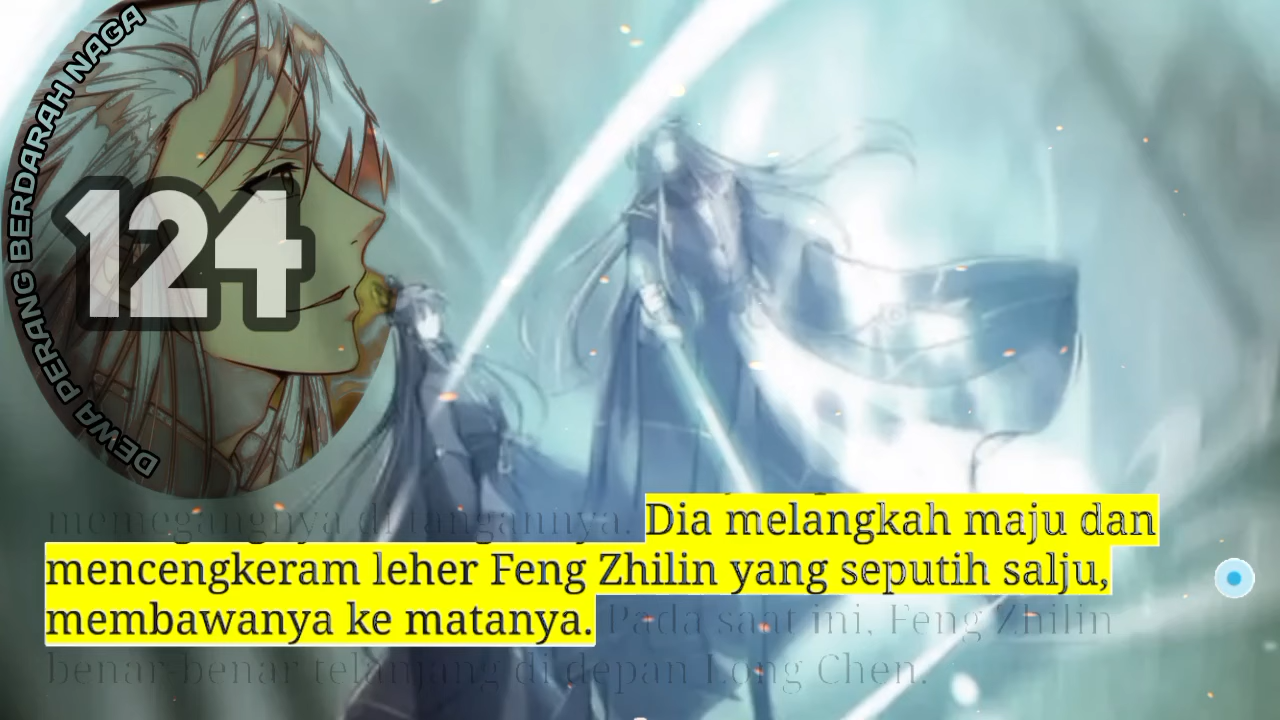 DEWA PERANG BERDARAH NAGA
124
memegangnya di tangannya. Dia melangkah maju dan
mencengkeram leher Feng Zhilin yang seputih salju,
membawanya ke matanya. Pada saat ini, Feng Zhilin
benar-benar telanjang di depan Long Chen.